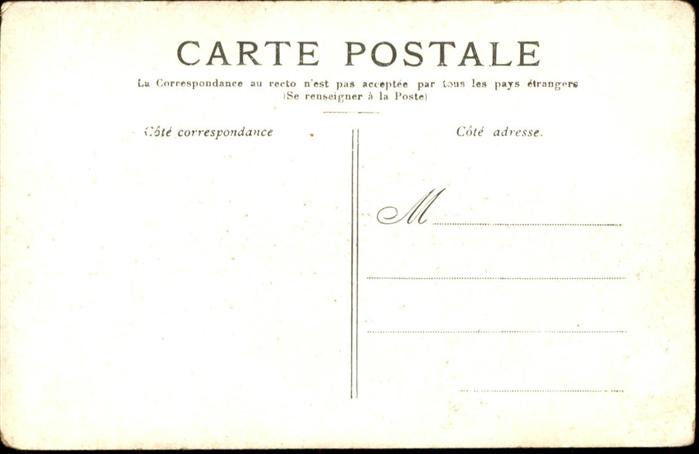 CARTE POSTALE
La Correspondance au recto n'est pas acceptée par tous les pays étrangers
(Se renseigner à la Poste)
Côté correspondance
Côté adresse.
M